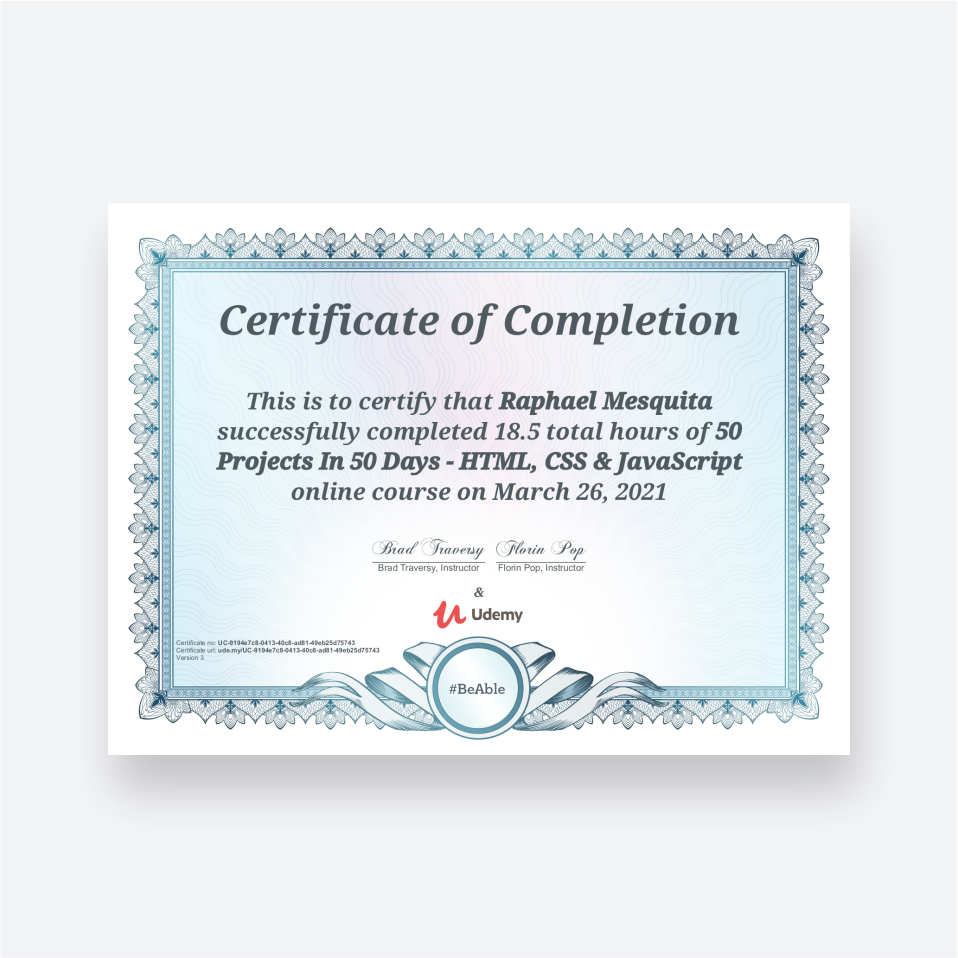 Certificate of Completion
This is to certify that Raphael Mesquita
successfully completed 18.5 total hours of 50
Projects In 50 Days - HTML, CSS & JavaScript
online course on March 26, 2021
Brad Traversy Florin Pop
Brad Traversy, Instructor Florin Pop, Instructor
&
Udemy
Certificate no: UC-9194e7c8-0413-40c8-ad81-49eb25d75743
Certificate url: ude.my/UC-9194e7c8-0413-40c8-ad81-49eb25d75743
Version 3
#BeAble